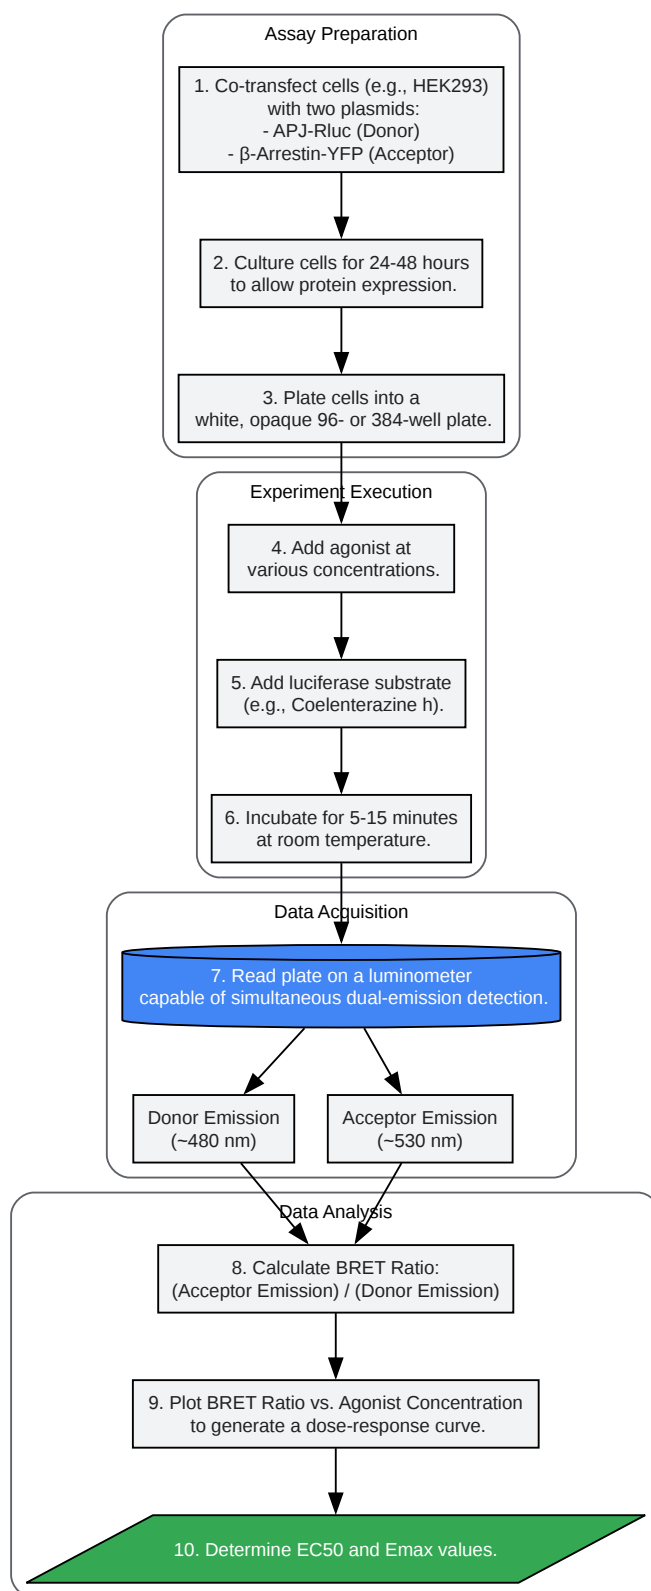 Assay Preparation
1. Co-transfect cells (e.g., HEK293)
with two plasmids:
- APJ-Rluc (Donor)
- β-Arrestin-YFP (Acceptor)
2. Culture cells for 24-48 hours
to allow protein expression.
3. Plate cells into a
white, opaque 96- or 384-well plate.
Experiment Execution
4. Add agonist at
various concentrations.
5. Add luciferase substrate
(e.g., Coelenterazine h).
6. Incubate for 5-15 minutes
at room temperature.
Data Acquisition
7. Read plate on a luminometer
capable of simultaneous dual-emission detection.
Donor Emission
(~480 nm)
Acceptor Emission
(~530 nm)
Data Analysis
8. Calculate BRET Ratio:
(Acceptor Emission) / (Donor Emission)
9. Plot BRET Ratio vs. Agonist Concentration
to generate a dose-response curve.
10. Determine EC50 and Emax values.